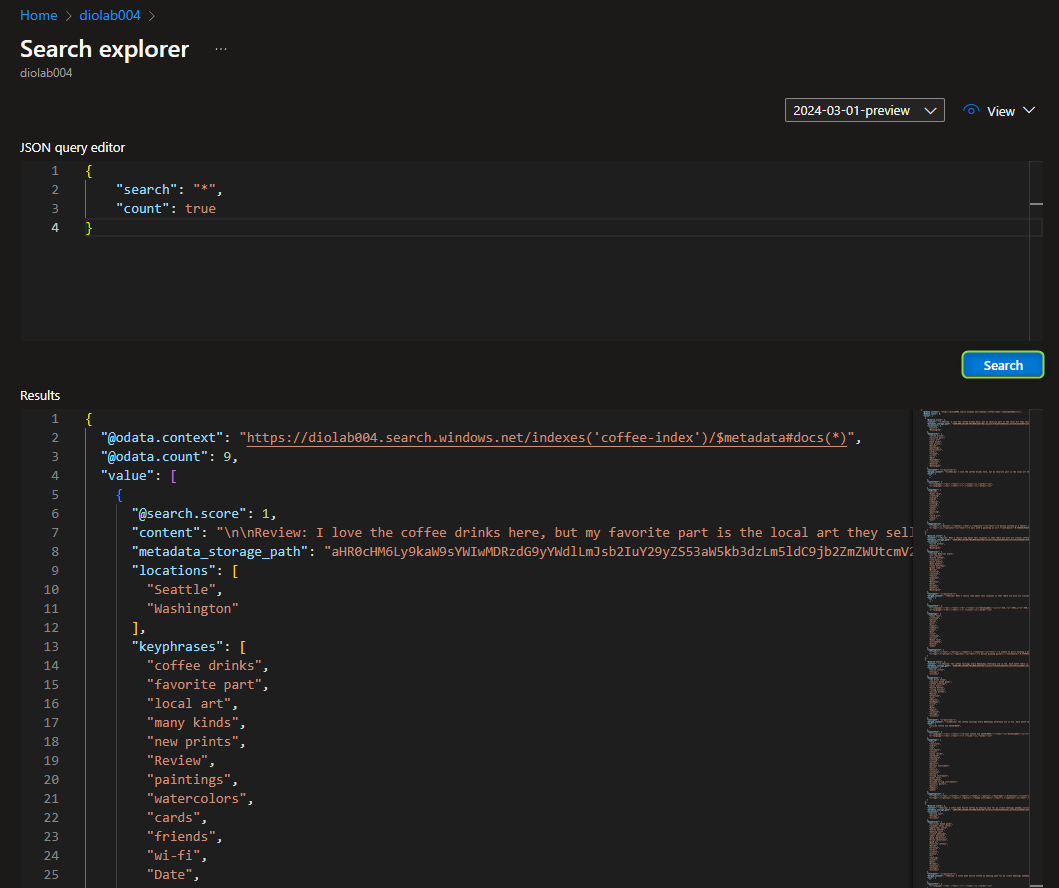 Home > diolab004 >
Search explorer ...
diolab004
2024-03-01-preview View
JSON query editor
1 {
2 "search": "*",
3 "count": true
4 }
Search
Results
1 {
2 "@odata.context": "https://diolab004.search.windows.net/indexes('coffee-index')/$metadata#docs(*)",
3 "@odata.count": 9,
4 "value": [
5 {
6 "@search.score": 1,
7 "content": "\n\nReview: I love the coffee drinks here, but my favorite part is the local art they sell
8 "metadata_storage_path":
9 "locations": [
10 "Seattle",
11 "Washington"
12 ],
13 "keyphrases": [
14 "coffee drinks",
15 "favorite part",
16 "local art",
17 "many kinds",
18 "new prints",
19 "Review",
20 "paintings",
21 "watercolors",
22 "cards",
23 "friends",
24 "wi-fi",
25 "Date",